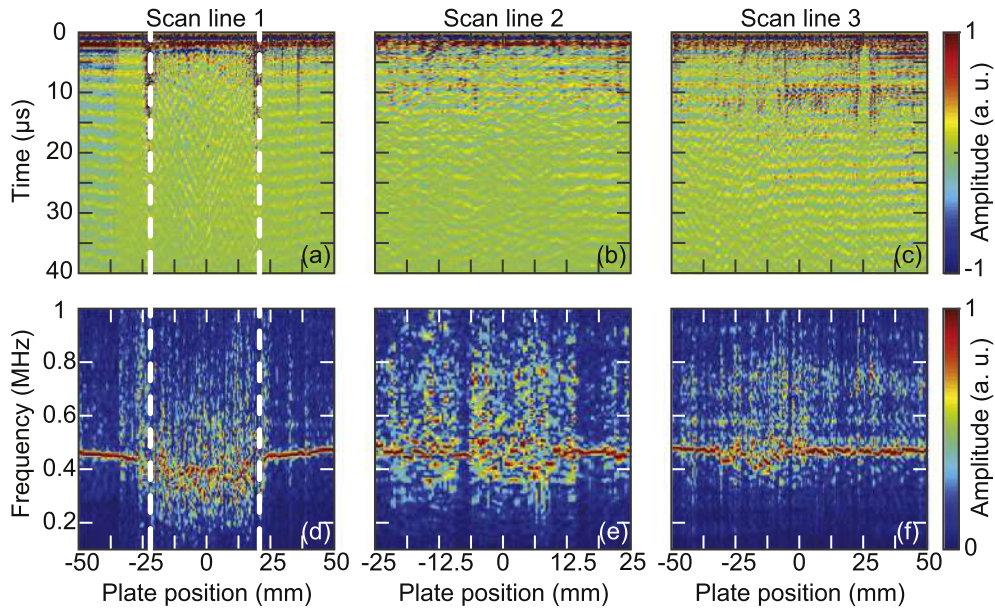 Scan line 1 Scan line 2 Scan line 3
0
10
20
30
40
Time (µs)
(a) (b) (c)
1
-1
Amplitude (a. u.)
1
0.8
0.6
0.4
0.2
Frequency (MHz)
(d) (e) (f)
1
0
Amplitude (a. u.)
-50 -25 0 25 50 -25 -12.5 0 12.5 25 -50 -25 0 25 50
Plate position (mm) Plate position (mm) Plate position (mm)